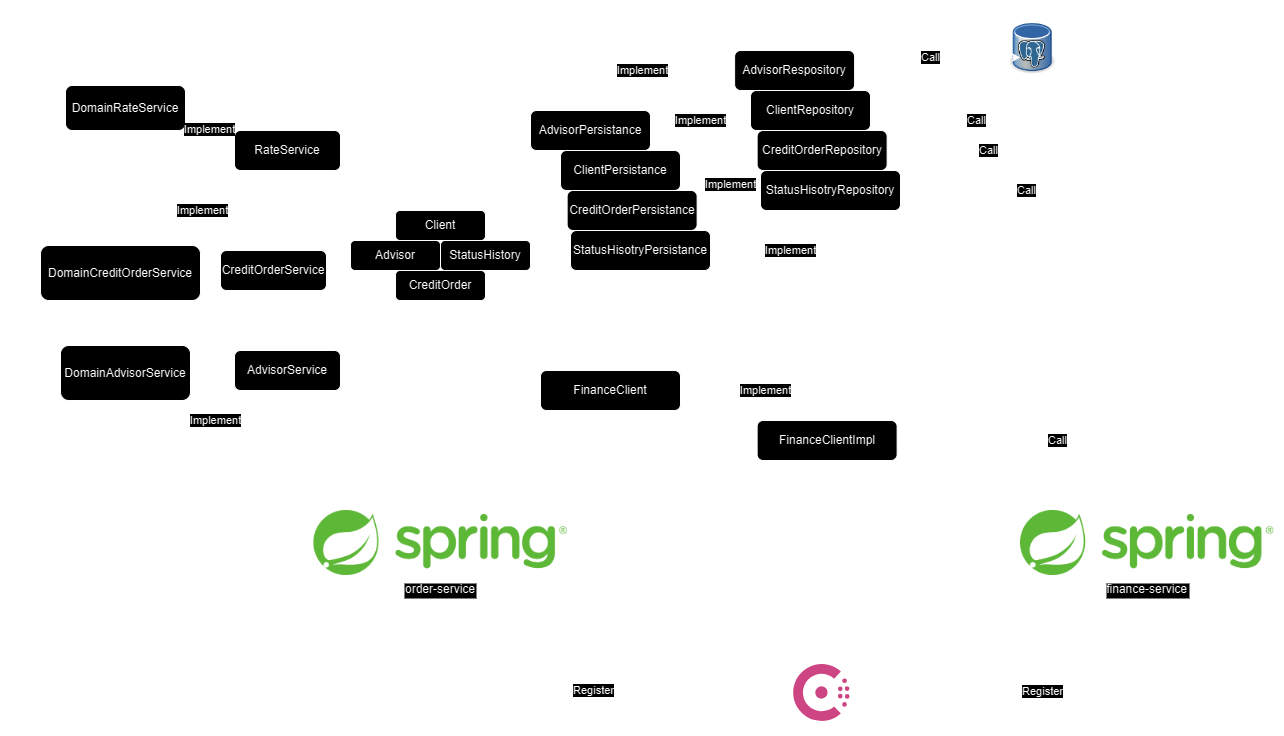 Call
Implement
AdvisorRespository
DomainRateService
ClientRepository
Implement
Call
Implement
AdvisorPersistance
RateService
CreditOrderRepository
Call
ClientPersistance
Implement
StatusHisotryRepository
Call
Implement
CreditOrderPersistance
Client
StatusHisotryPersistance
Implement
Advisor
StatusHistory
DomainCreditOrderService
CreditOrderService
CreditOrder
DomainAdvisorService
AdvisorService
FinanceClient
Implement
Implement
FinanceClientImpl
Call
spring®
spring®
order-service
finance-service
Register
Register